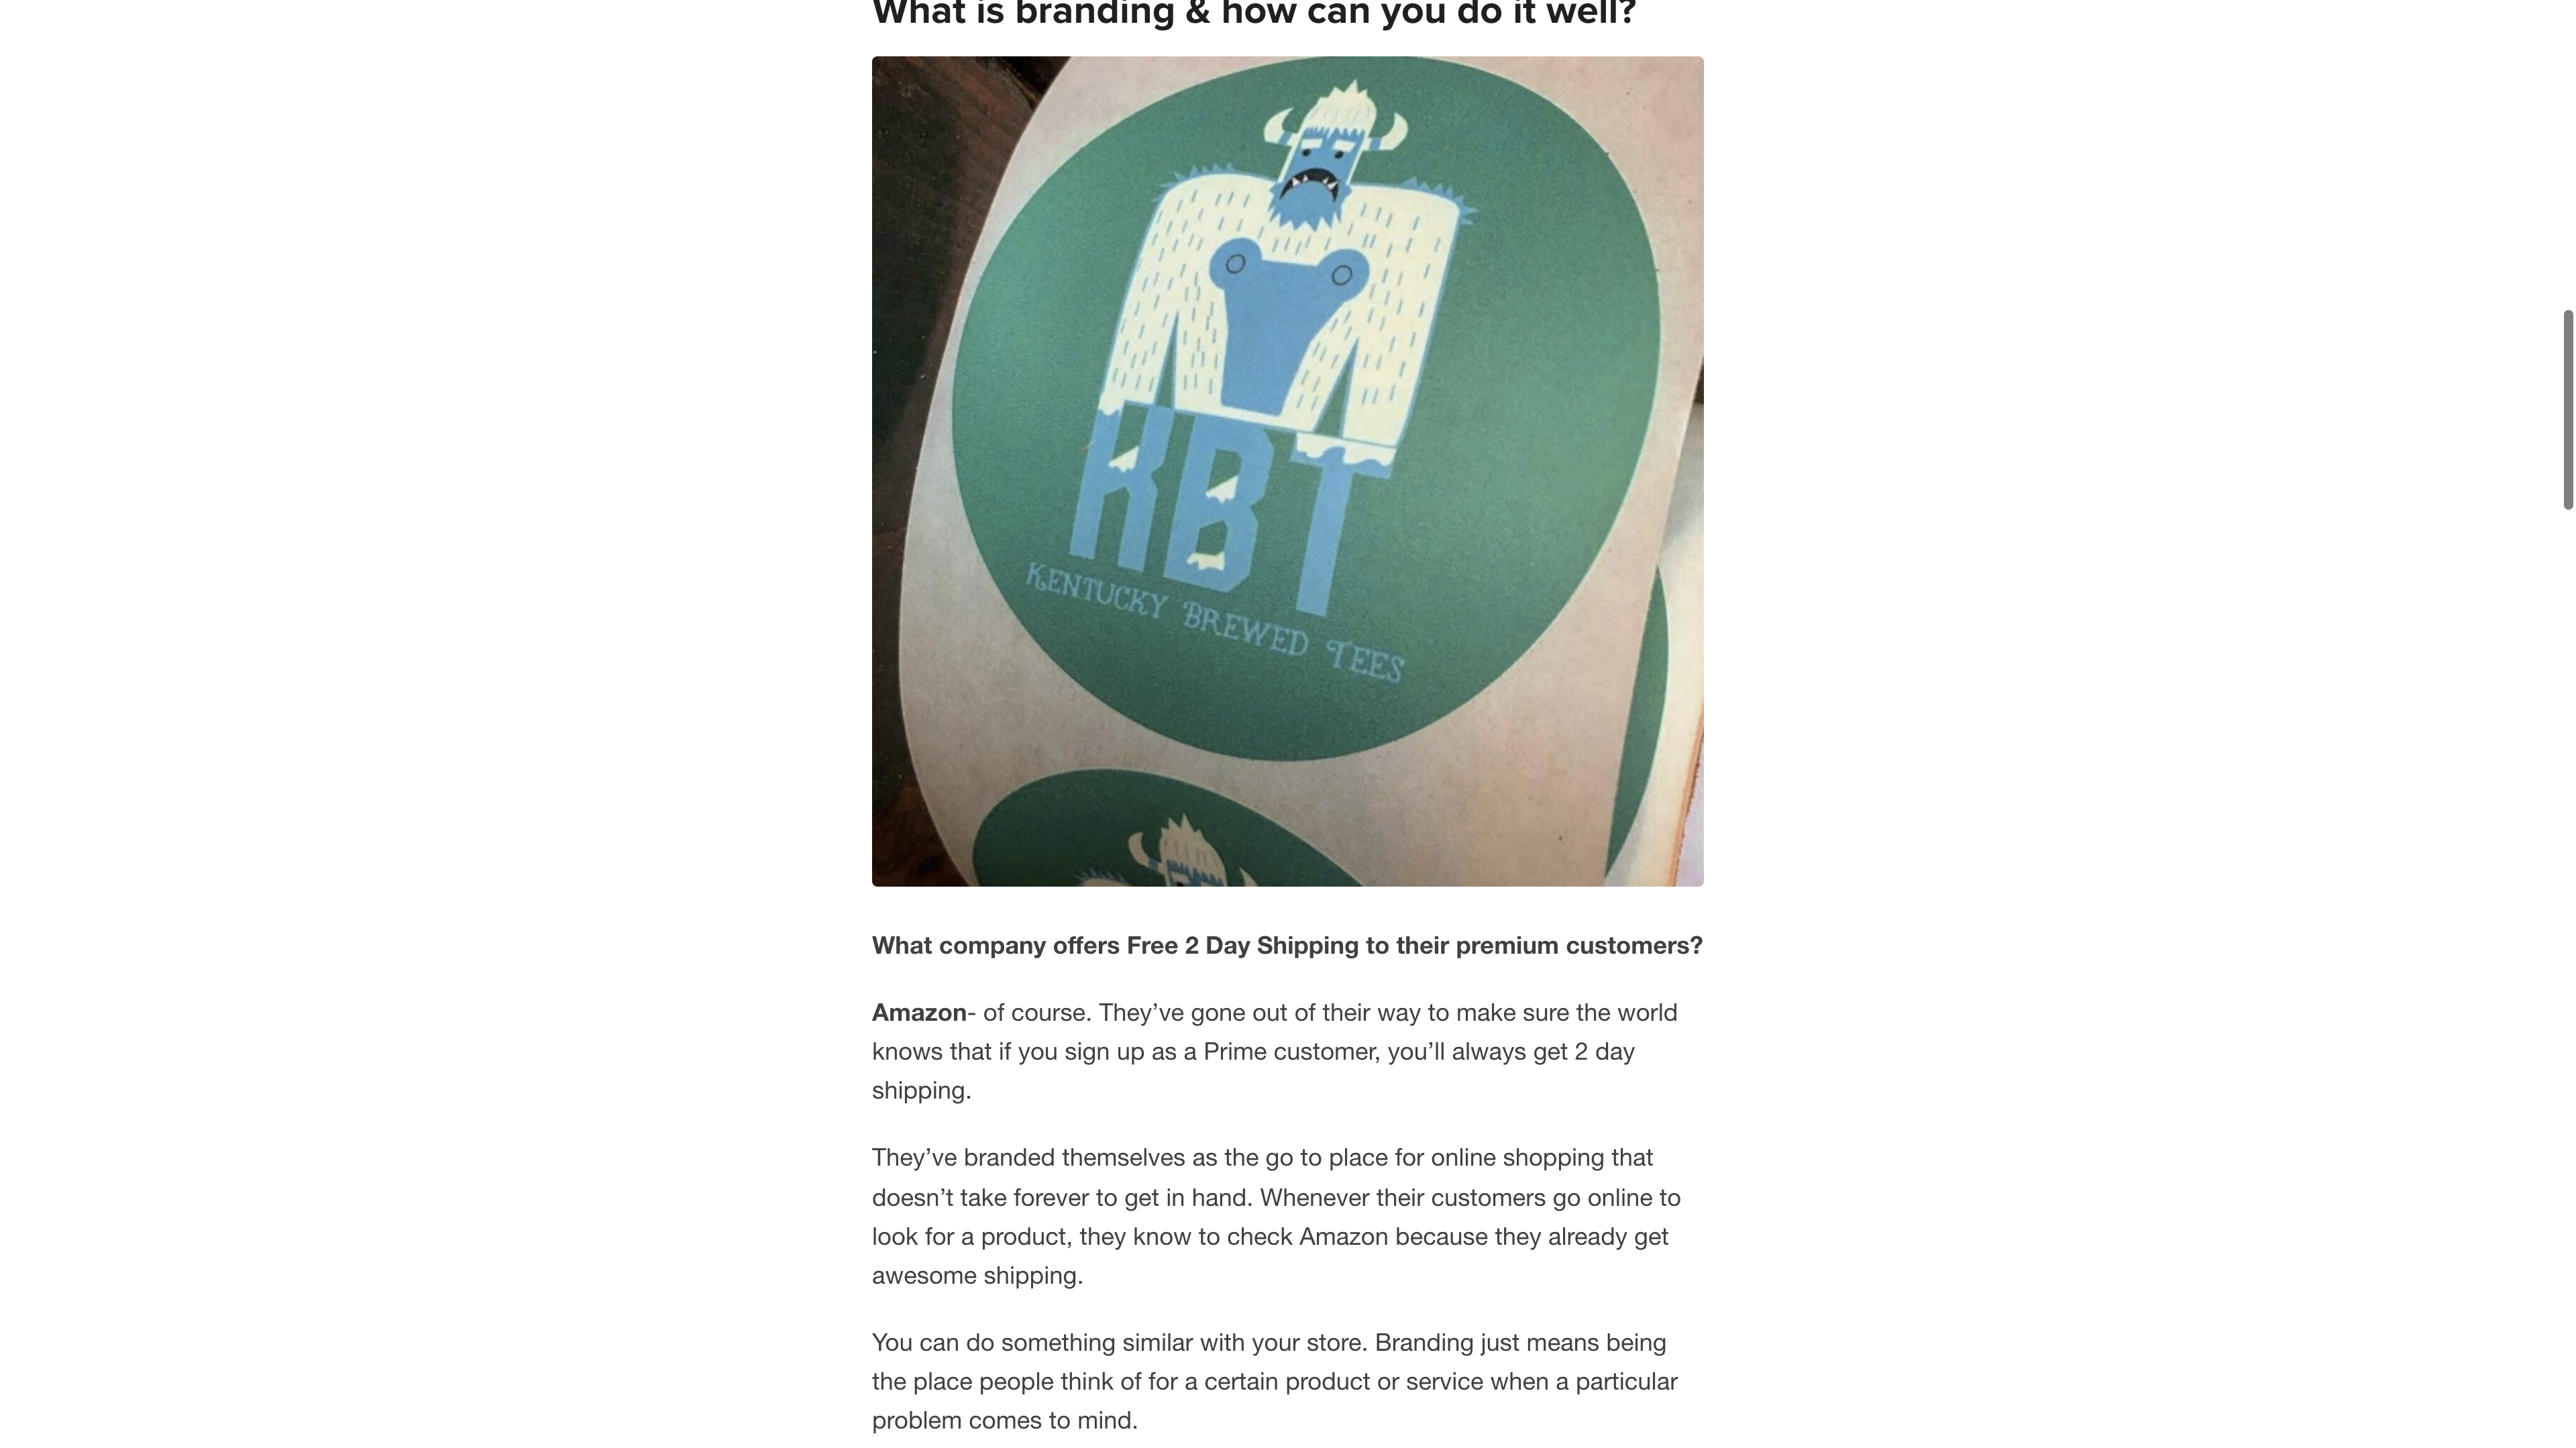 What is branding & how can you do it well?
KBT
KENTUCKY BREWED TEES
What company offers Free 2 Day Shipping to their premium customers?
Amazon- of course. They’ve gone out of their way to make sure the world
knows that if you sign up as a Prime customer, you’ll always get 2 day
shipping.
They’ve branded themselves as the go to place for online shopping that
doesn’t take forever to get in hand. Whenever their customers go online to
look for a product, they know to check Amazon because they already get
awesome shipping.
You can do something similar with your store. Branding just means being
the place people think of for a certain product or service when a particular
problem comes to mind.